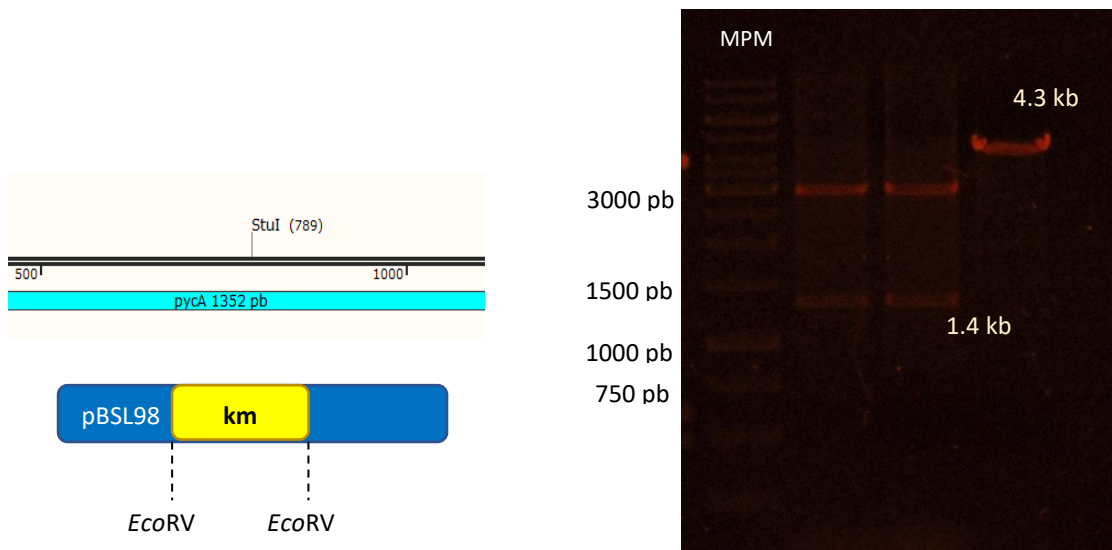 StuI (789)
500
1000
pycA 1352 pb
pBSL98
km
EcoRV
EcoRV
MPM
4.3 kb
3000 pb
1500 pb
1.4 kb
1000 pb
750 pb